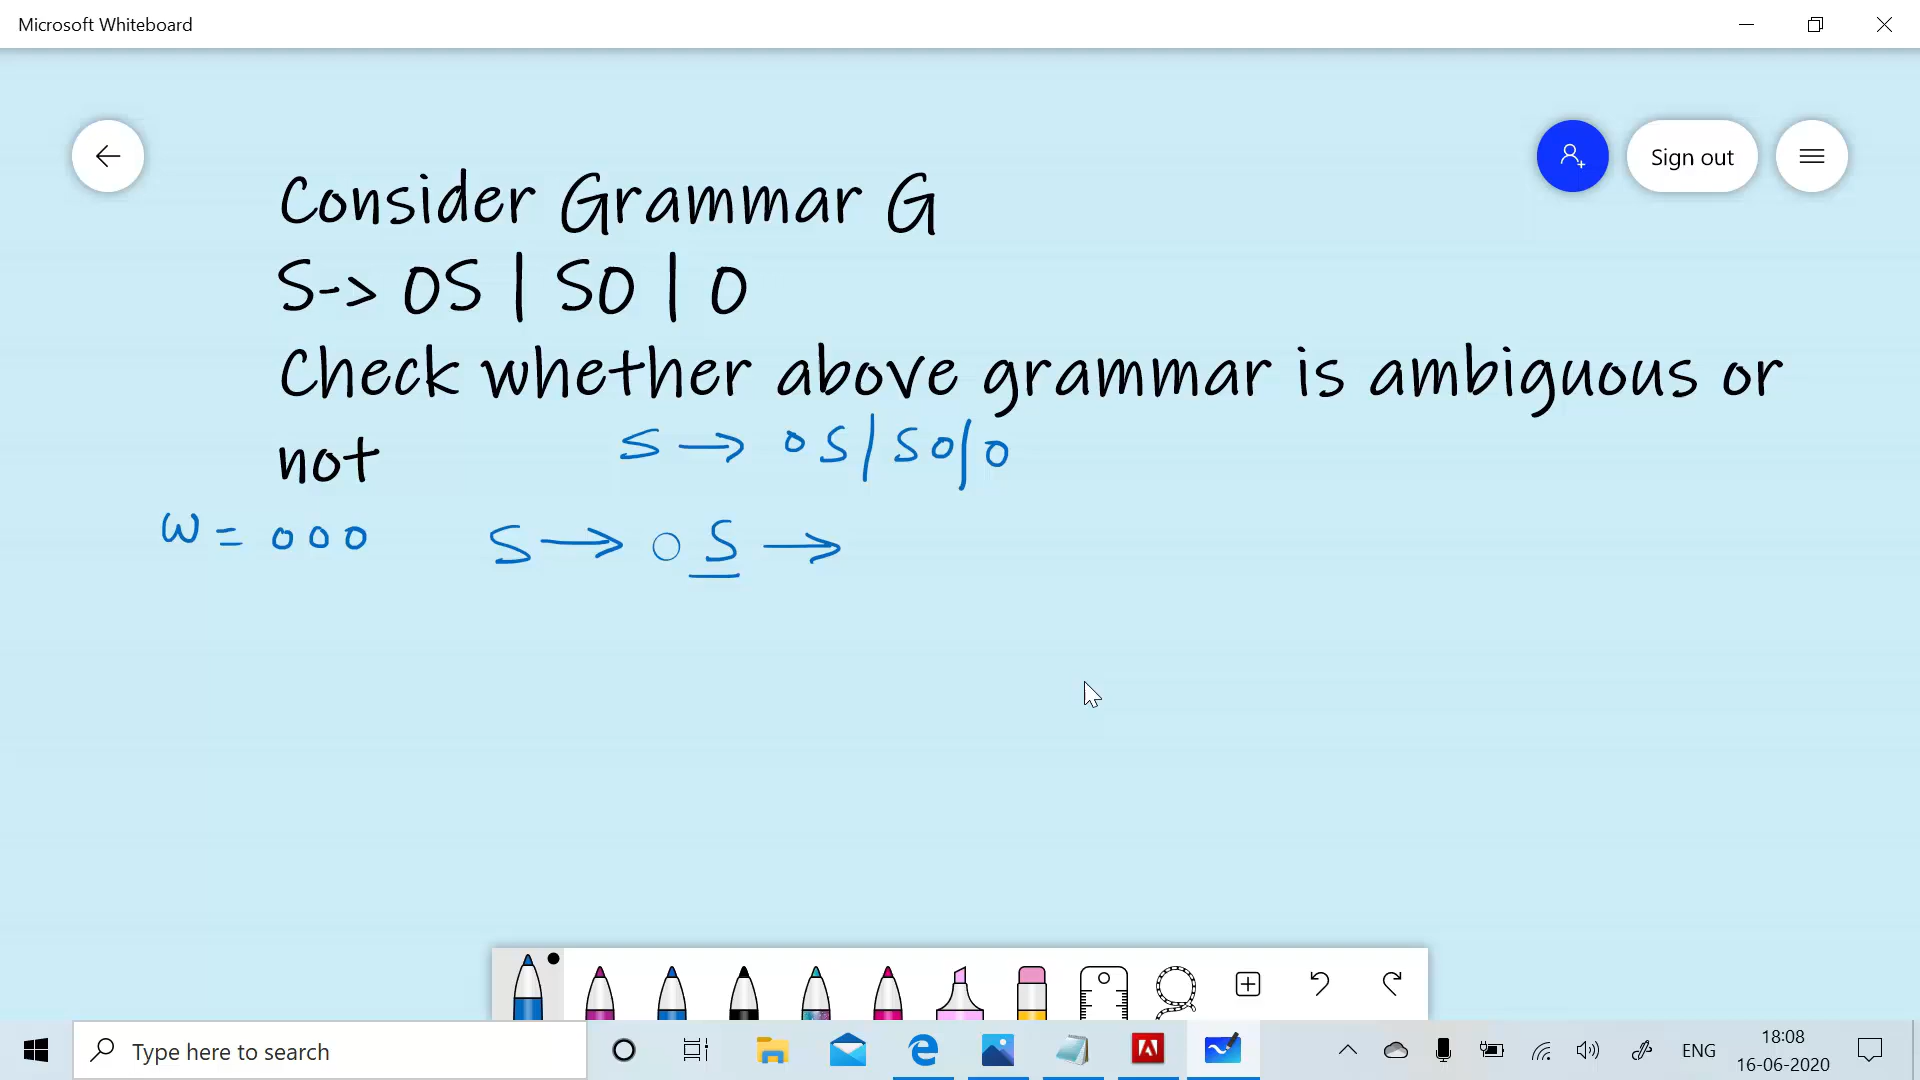 Microsoft Whiteboard
Sign out
Consider Grammar G
S-> 0S | S0 | 0
Check whether above grammar is ambiguous or
not
S → 0S/S0/0
W = 000 S → 0S →
Type here to search
ENG
18:08
16-06-2020